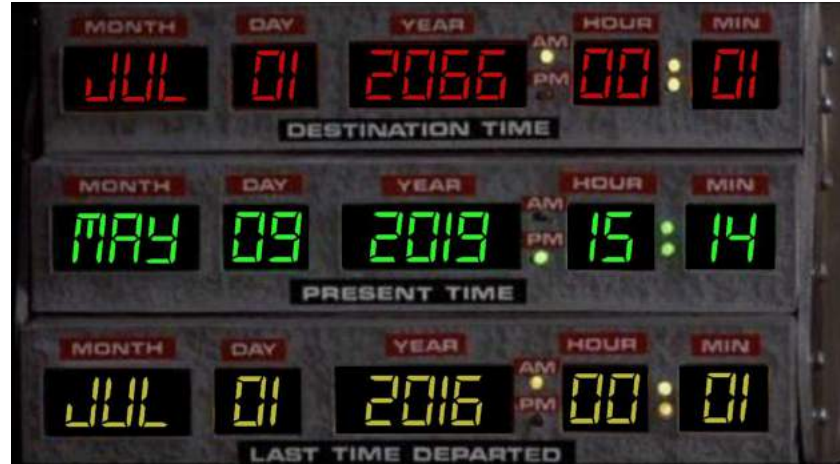 MONTH DAY YEAR HOUR MIN
JUL 01 2066 AM PM 00 : 01
DESTINATION TIME
MONTH DAY YEAR HOUR MIN
MAY 09 2019 AM PM 15 : 14
PRESENT TIME
MONTH DAY YEAR HOUR MIN
JUL 01 2016 AM PM 00 : 01
LAST TIME DEPARTED